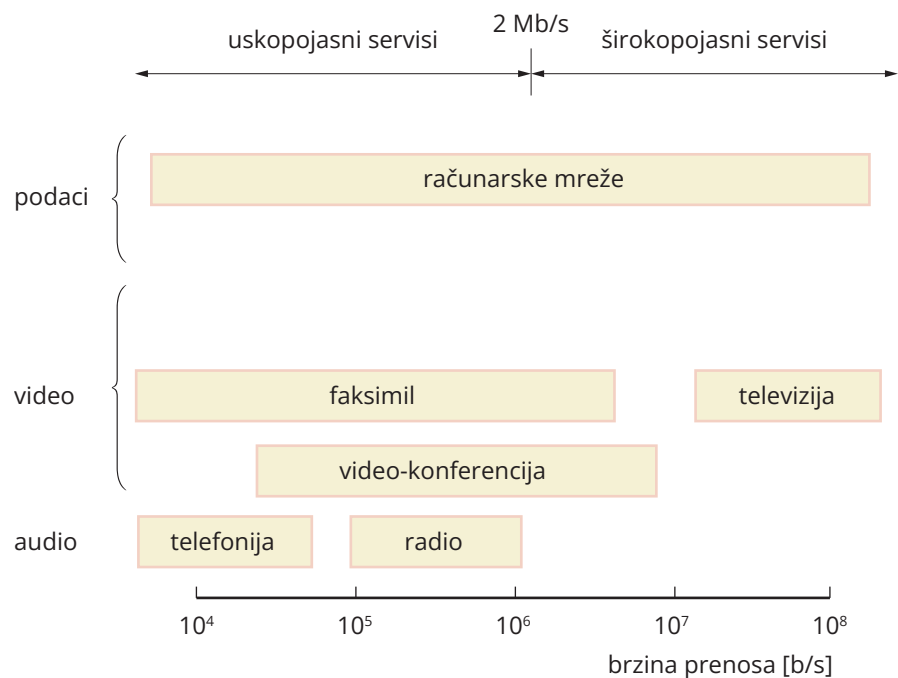 uskopojasni servisi
2 Mb/s
širokopojasni servisi
podaci
računarske mreže
video
faksimil
televizija
video-konferencija
audio
telefonija
radio
10⁴
10⁵
10⁶
10⁷
10⁸
brzina prenosa [b/s]